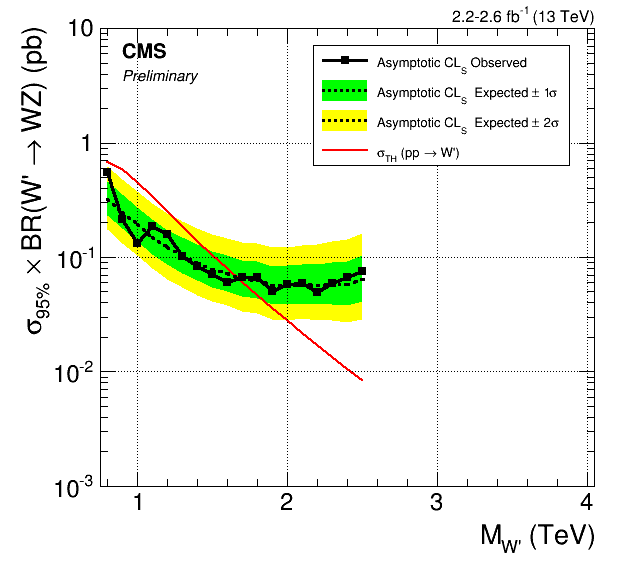 2.2-2.6 fb⁻¹ (13 TeV)
CMS
Preliminary
Asymptotic CLS Observed
Asymptotic CLS Expected ± 1σ
Asymptotic CLS Expected ± 2σ
σTH (pp → W')
σ95% × BR(W' → WZ) (pb)
10
1
10⁻¹
10⁻²
10⁻³
1 2 3 4
MW' (TeV)